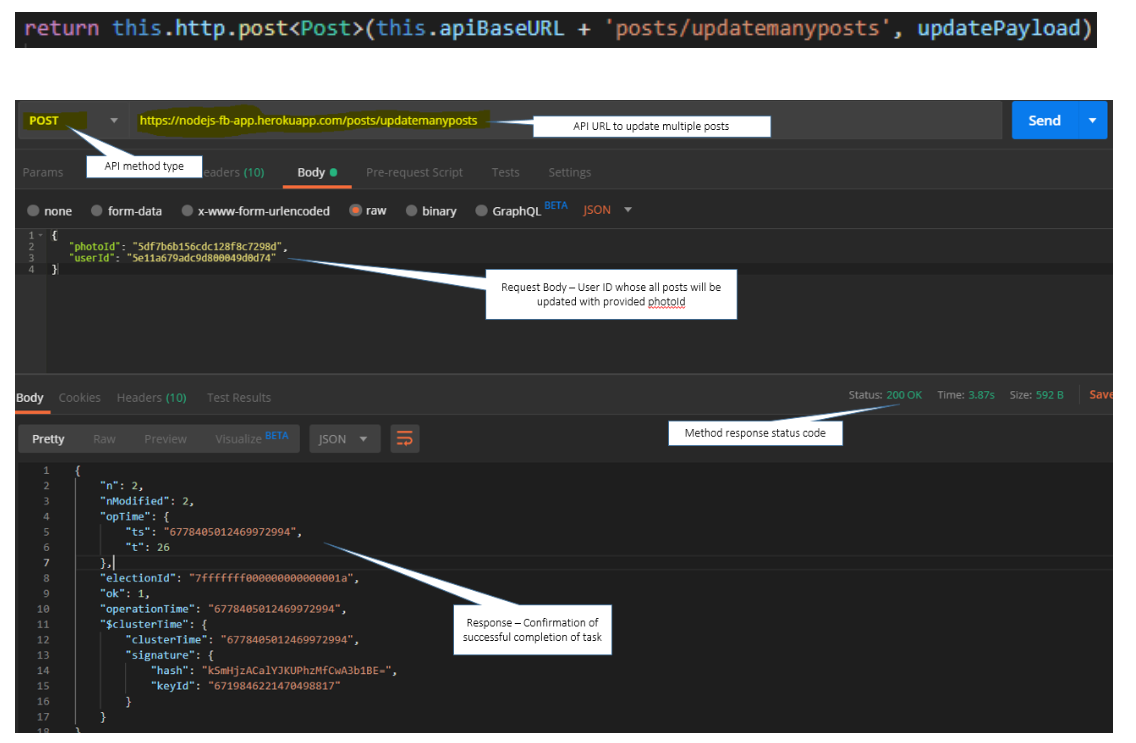 return this.http.post<Post>(this.apiBaseURL + 'posts/updatemanyposts', updatePayload)
POST https://nodejs-fb-app.herokuapp.com/posts/updatemanyposts
API URL to update multiple posts
Send
API method type
Params eaders (10) Body Pre-request Script Tests Settings
none form-data x-www-form-urlencoded raw binary GraphQL BETA JSON
1 {
2 "photoId": "5df7b6b156cdc128f8c7298d",
3 "userId": "5e11a679adc9d800049d0d74"
4 }
Request Body – User ID whose all posts will be
updated with provided photoId
Body Cookies Headers (10) Test Results Status: 200 OK Time: 3.87s Size: 592 B Save
Method response status code
Pretty Raw Preview Visualize BETA JSON
1 {
2 "n": 2,
3 "nModified": 2,
4 "opTime": {
5 "ts": "6778405012469972994",
6 "t": 26
7 },
8 "electionId": "7fffffff000000000000001a",
9 "ok": 1,
10 "operationTime": "6778405012469972994",
11 "$clusterTime": {
12 "clusterTime": "6778405012469972994",
13 "signature": {
14 "hash": "kSmHjzACalYJKUPhzMfCwA3b1BE=",
15 "keyId": "6719846221470498817"
16 }
17 }
18 }
Response – Confirmation of
successful completion of task